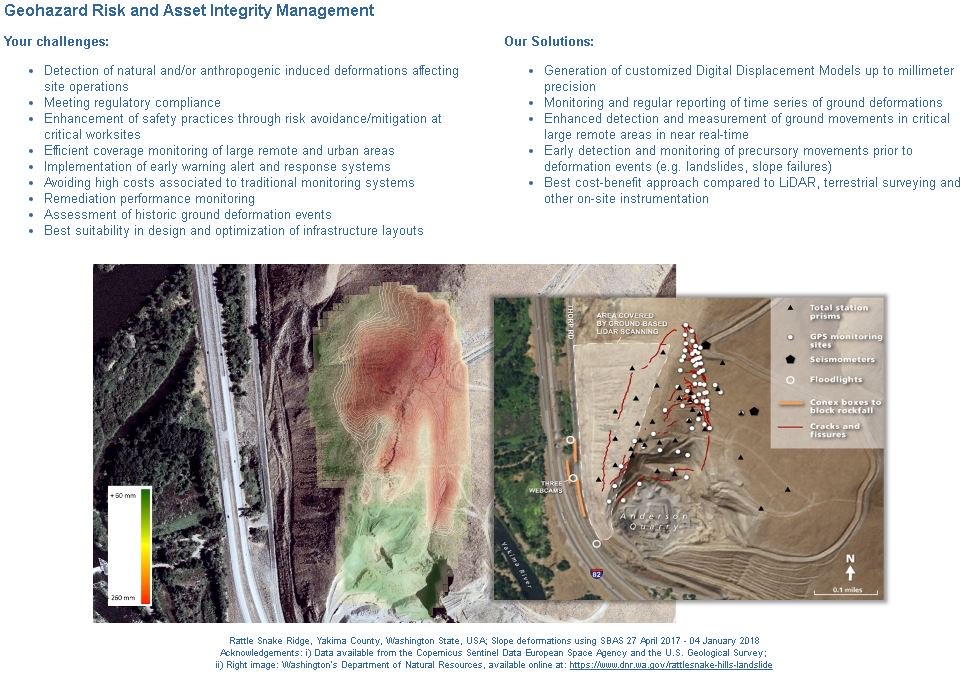 Geohazard Risk and Asset Integrity Management
Your challenges:
Detection of natural and/or anthropogenic induced deformations affecting
site operations
Meeting regulatory compliance
Enhancement of safety practices through risk avoidance/mitigation at
critical worksites
Efficient coverage monitoring of large remote and urban areas
Implementation of early warning alert and response systems
Avoiding high costs associated to traditional monitoring systems
Remediation performance monitoring
Assessment of historic ground deformation events
Best suitability in design and optimization of infrastructure layouts
Our Solutions:
Generation of customized Digital Displacement Models up to millimeter
precision
Monitoring and regular reporting of time series of ground deformations
Enhanced detection and measurement of ground movements in critical
large remote areas in near real-time
Early detection and monitoring of precursory movements prior to
deformation events (e.g. landslides, slope failures)
Best cost-benefit approach compared to LiDAR, terrestrial surveying and
other on-site instrumentation
+60 mm
260 mm
THORP RD
AREA COVERED
BY GROUND-BASED
LIDAR SCANNING
THREE
WEBCAMS
Anderson
Quarry
Yakima River
82
Total station
prisms
GPS monitoring
sites
Seismometers
Floodlights
Conex boxes to
block rockfall
Cracks and
fissures
N
0.1 miles
Rattle Snake Ridge, Yakima County, Washington State, USA; Slope deformations using SBAS 27 April 2017 - 04 January 2018
Acknowledgements: i) Data available from the Copernicus Sentinel Data European Space Agency and the U.S. Geological Survey;
ii) Right image: Washington's Department of Natural Resources, available online at: https://www.dnr.wa.gov/rattlesnake-hills-landslide